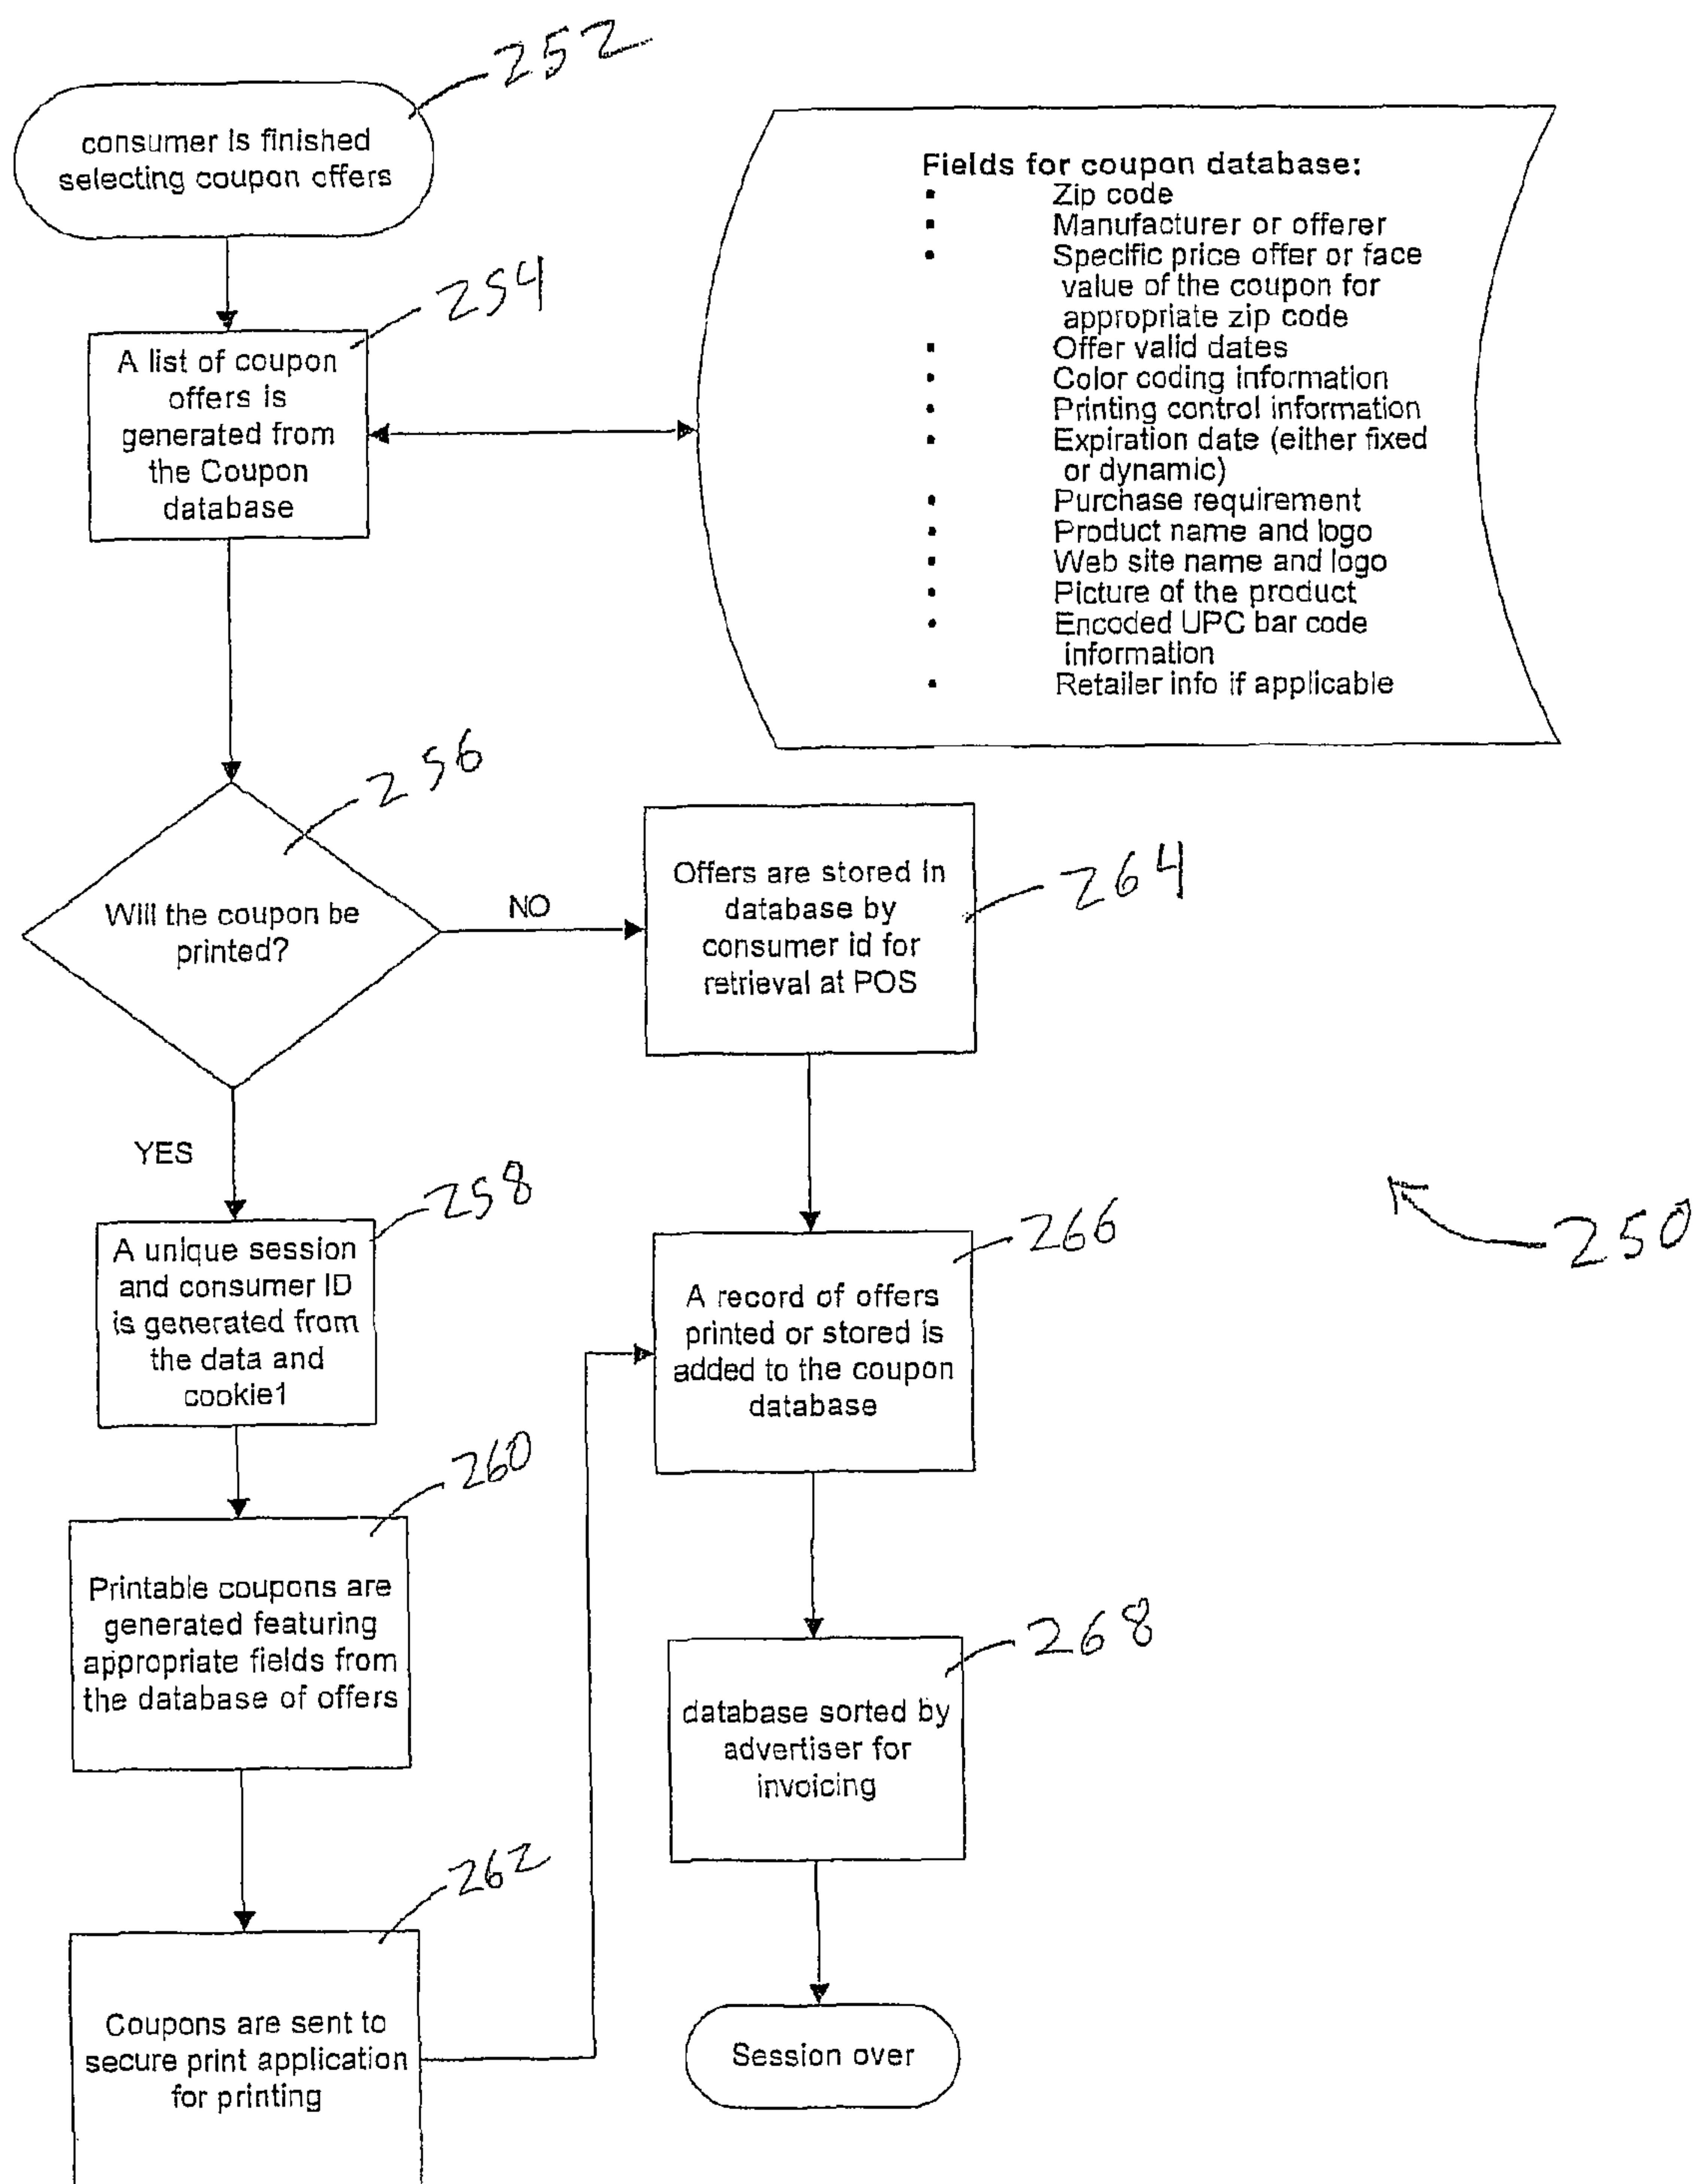 252
consumer is finished
selecting coupon offers
254
A list of coupon
offers is
generated from
the Coupon
database
Fields for coupon database:
▪ Zip code
▪ Manufacturer or offerer
▪ Specific price offer or face
value of the coupon for
appropriate zip code
▪ Offer valid dates
▪ Color coding information
▪ Printing control information
▪ Expiration date (either fixed
or dynamic)
▪ Purchase requirement
▪ Product name and logo
▪ Web site name and logo
▪ Picture of the product
▪ Encoded UPC bar code
information
▪ Retailer info if applicable
256
Will the coupon be
printed?
NO
YES
264
Offers are stored in
database by
consumer id for
retrieval at POS
258
A unique session
and consumer ID
is generated from
the data and
cookie1
266
A record of offers
printed or stored is
added to the coupon
database
250
260
Printable coupons are
generated featuring
appropriate fields from
the database of offers
268
database sorted by
advertiser for
invoicing
262
Coupons are sent to
secure print application
for printing
Session over